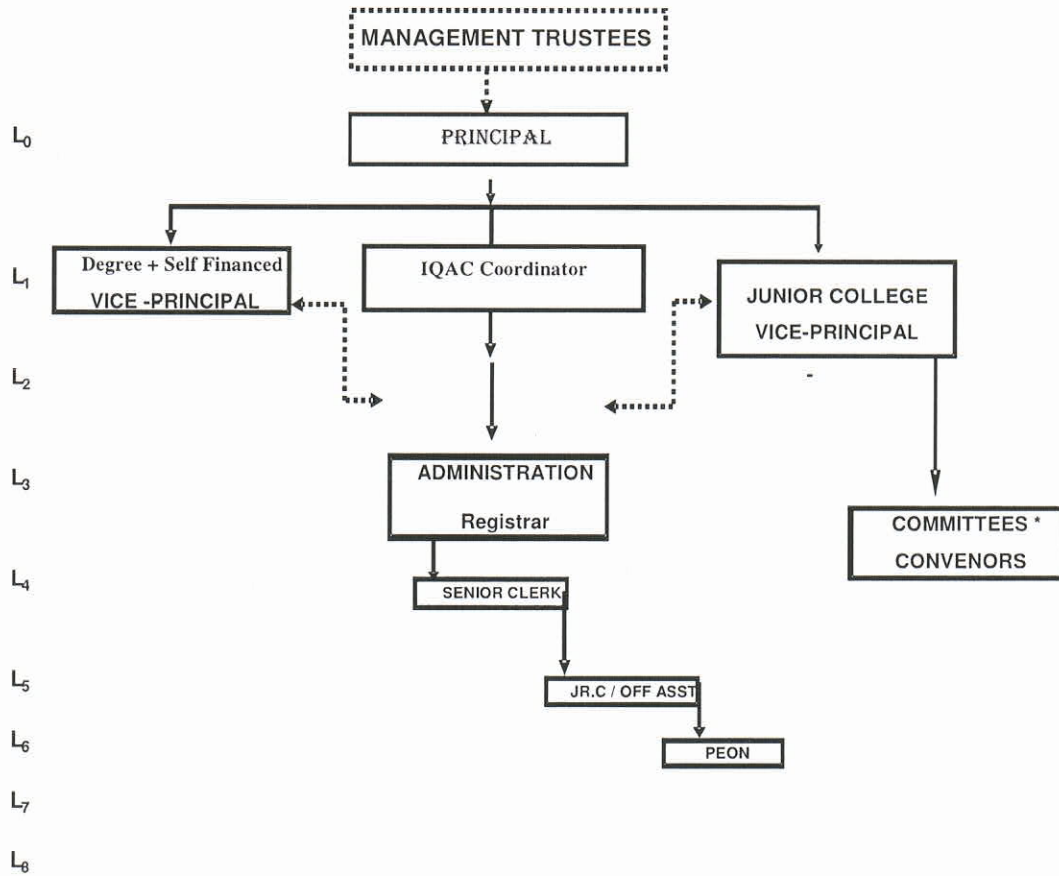 MANAGEMENT TRUSTEES
L0
PRINCIPAL
L1
Degree + Self Financed
VICE -PRINCIPAL
IQAC Coordinator
JUNIOR COLLEGE
VICE-PRINCIPAL
L2
-
L3
ADMINISTRATION
Registrar
COMMITTEES *
CONVENORS
L4
SENIOR CLERK
L5
JR.C / OFF ASST
L6
PEON
L7
L8